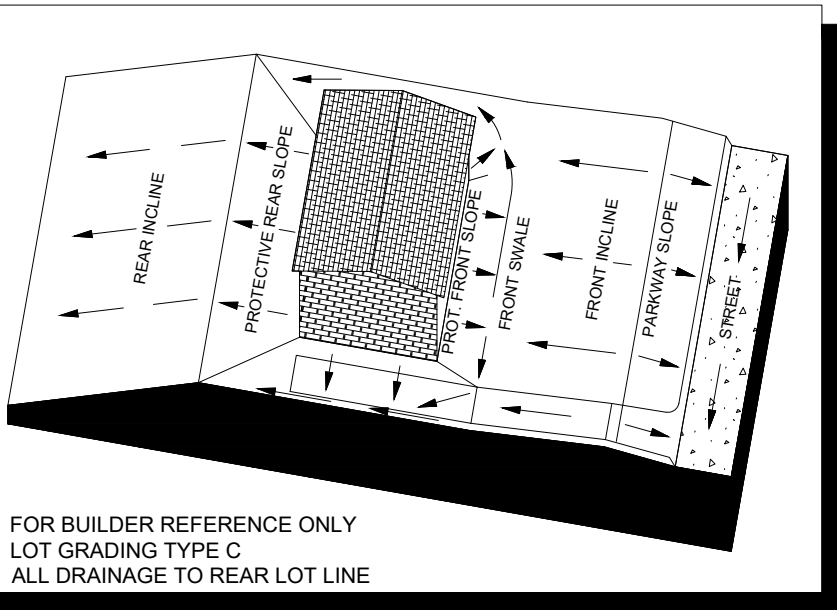 REAR INCLINE
PROTECTIVE REAR SLOPE
PROT. FRONT SLOPE
FRONT SWALE
FRONT INCLINE
PARKWAY SLOPE
STREET
FOR BUILDER REFERENCE ONLY
LOT GRADING TYPE C
ALL DRAINAGE TO REAR LOT LINE